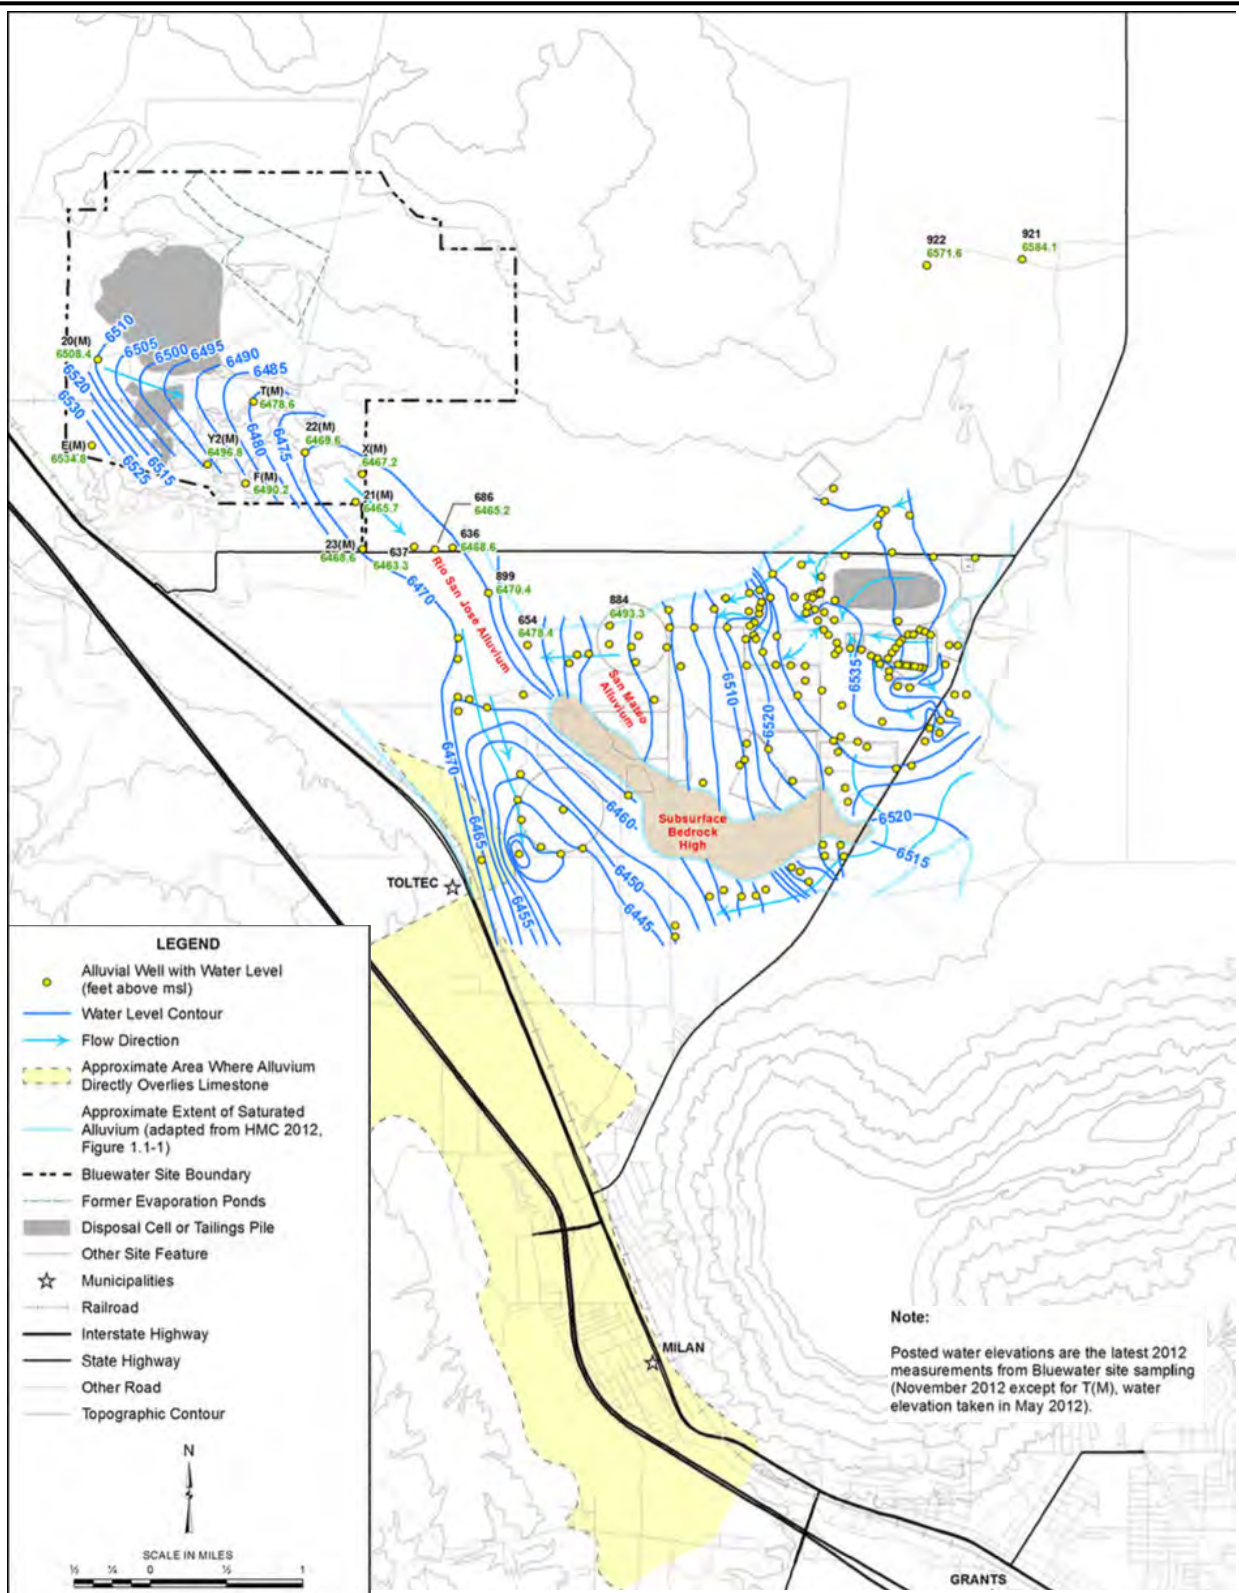 922
6571.6
921
6584.1
6510
20(M)
6508.4
6505
6500
6495
6490
6485
6520
6530
T(M)
6478.6
6480
6475
22(M)
6469.6
E(M)
6534.8
Y2(M)
6496.8
X(M)
6467.2
6525
6515
F(M)
6490.2
21(M)
6465.7
686
6465.2
23(M)
6468.6
637
6463.3
636
6468.6
Rio San Jose Alluvium
6470
899
6470.4
884
6493.3
654
6478.4
San Mateo
Alluvium
6510
6520
6535
6470
6465
6460
Subsurface
Bedrock
High
6520
6515
TOLTEC
6455
6450
6445
LEGEND
Alluvial Well with Water Level
(feet above msl)
Water Level Contour
Flow Direction
Approximate Area Where Alluvium
Directly Overlies Limestone
Approximate Extent of Saturated
Alluvium (adapted from HMC 2012,
Figure 1.1-1)
Bluewater Site Boundary
Former Evaporation Ponds
Disposal Cell or Tailings Pile
Other Site Feature
Municipalities
Railroad
Interstate Highway
State Highway
Other Road
Topographic Contour
N
SCALE IN MILES
0
1
Note:
Posted water elevations are the latest 2012
measurements from Bluewater site sampling
(November 2012 except for T(M), water
elevation taken in May 2012).
MILAN
GRANTS